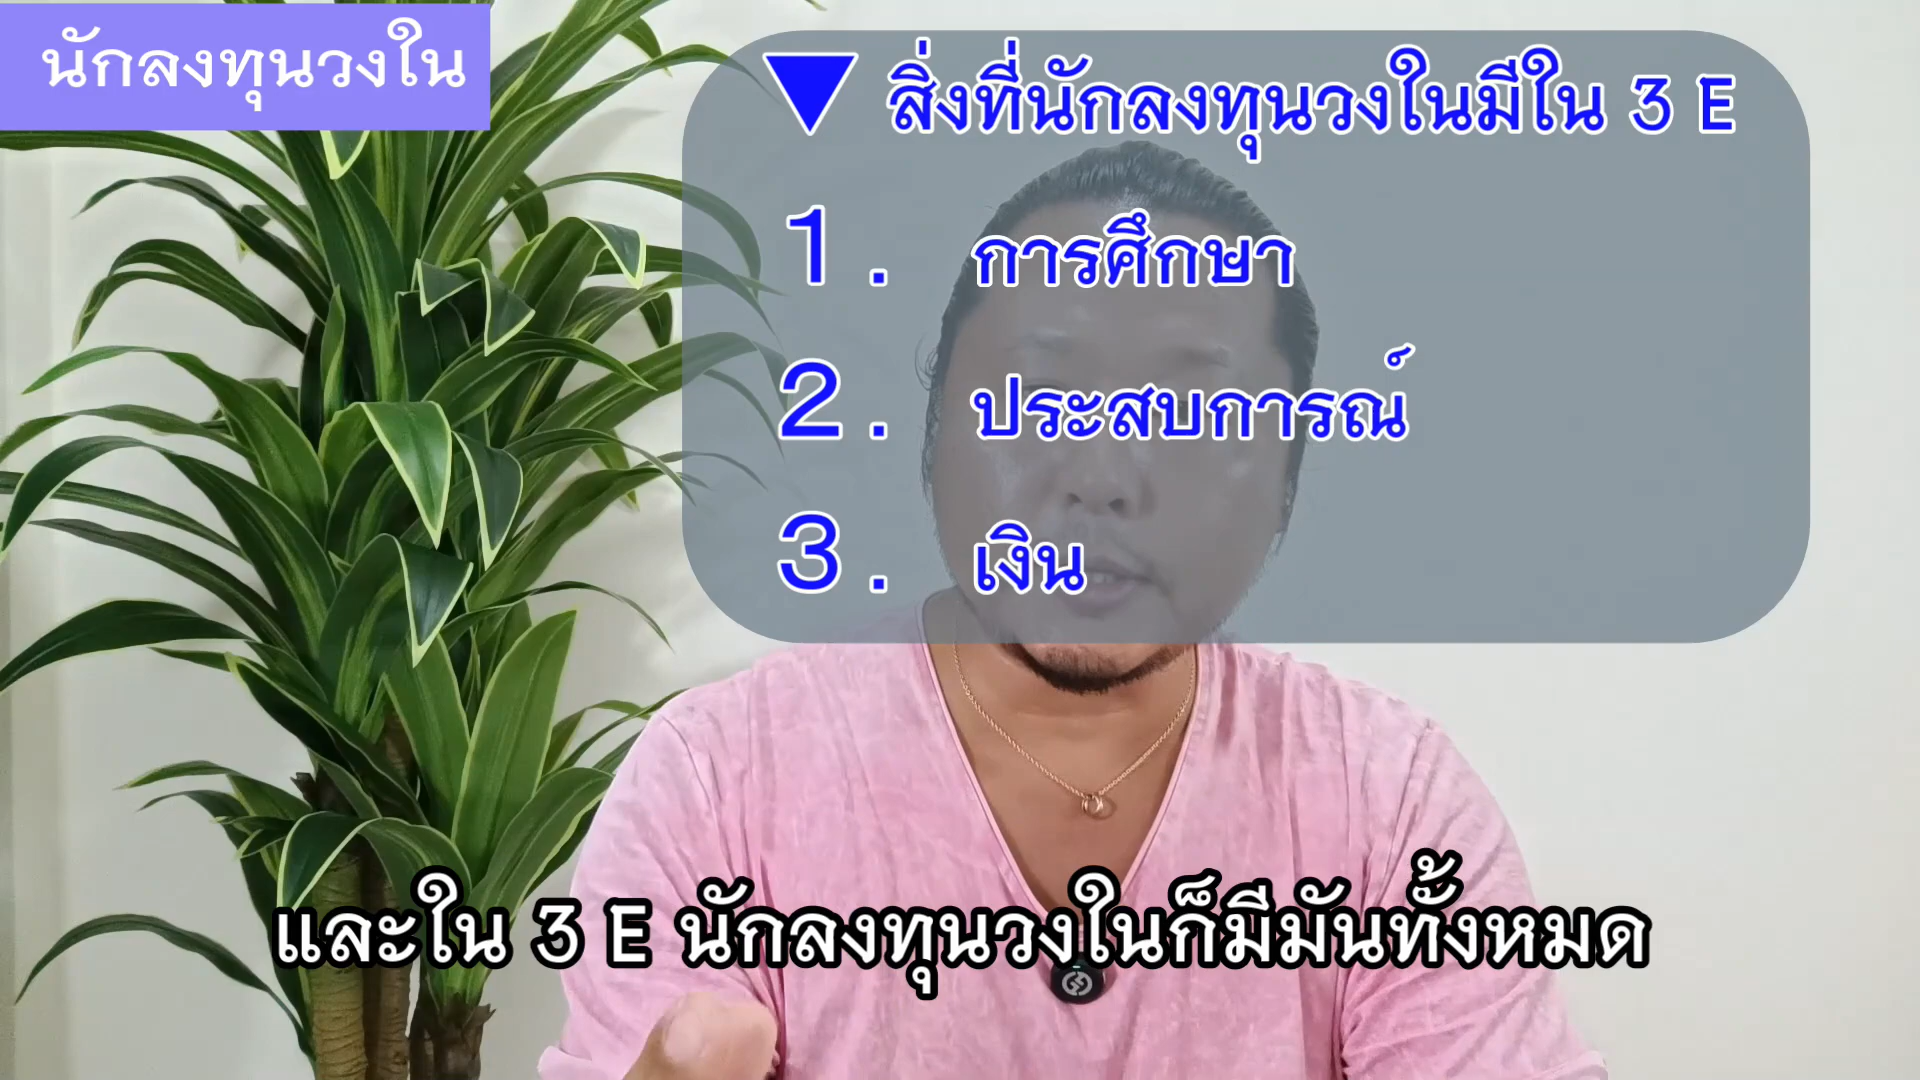 นักลงทุนวงใน
▼ สิ่งที่นักลงทุนวงในมีใน 3 E
1. การศึกษา
2. ประสบการณ์
3. เงิน
และใน 3 E นักลงทุนวงในก็มีมันทั้งหมด